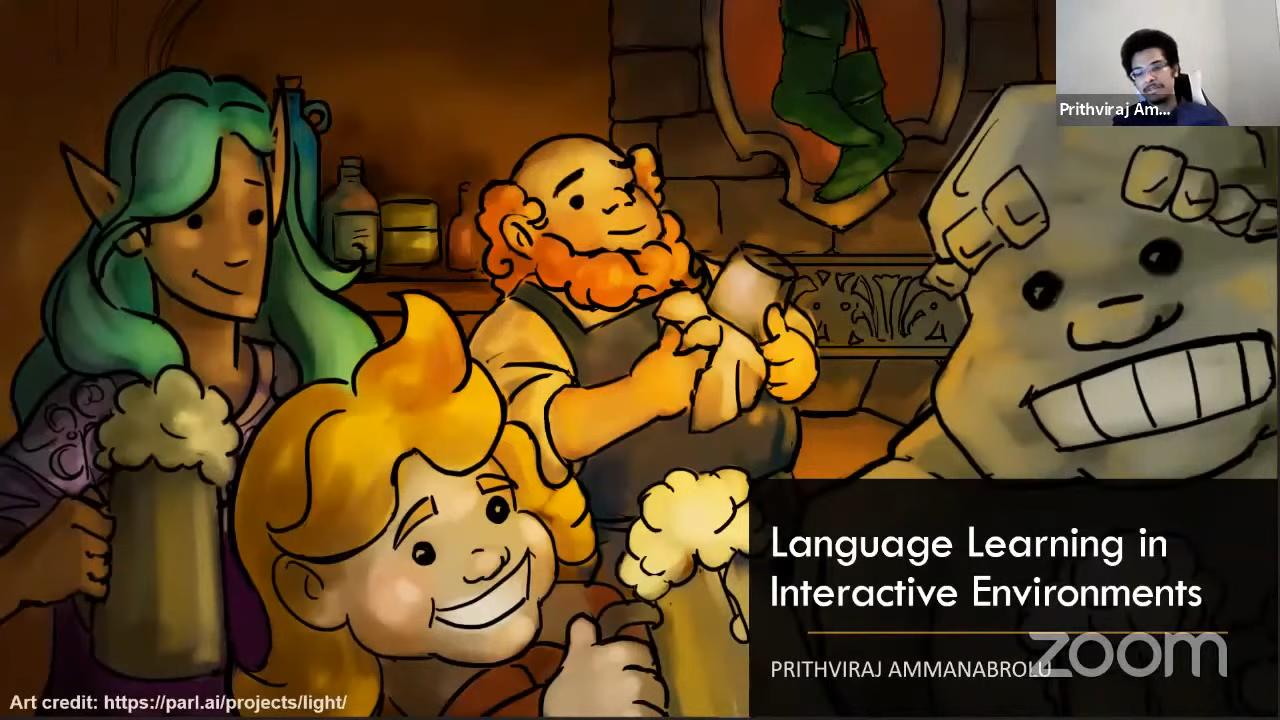 Prithviraj Am...
Language Learning in
Interactive Environments
PRITHVIRAJ AMMANABROLU
zoom
Art credit: https://parl.ai/projects/light/